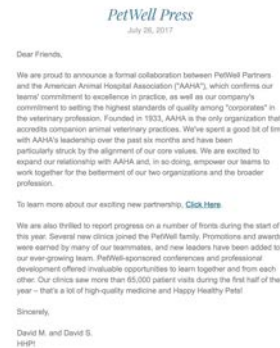 PetWell Press
July 26, 2017
Dear Friends,
We are proud to announce a formal collaboration between PetWell Partners
and the American Animal Hospital Association ("AAHA"), which confirms our
teams' commitment to excellence in practice, as well as our company's
commitment to setting the highest standards of quality among "corporates" in
the veterinary profession. Founded in 1933, AAHA is the only organization that
accredits companion animal veterinary practices. We've spent a good bit of tim
with AAHA's leadership over the past six months and have been
particularly struck by the alignment of our core values. We are excited to
expand our relationship with AAHA and, in so doing, empower our teams to
work together for the betterment of our two organizations and the broader
profession.
To learn more about our exciting new partnership, Click Here.
We are also thrilled to report progress on a number of fronts during the start of
this year. Several new clinics joined the PetWell family. Promotions and awards
were earned by many of our teammates, and new leaders have been added to
our ever-growing team. PetWell-sponsored conferences and professional
development offered invaluable opportunities to learn together and from each
other. Our clinics saw more than 65,000 patient visits during the first half of the
year – that's a lot of high-quality medicine and Happy Healthy Pets!
Sincerely,
David M. and David S.
HHP!